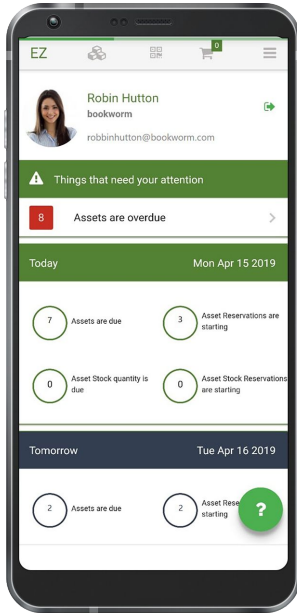 EZ
0
Robin Hutton
bookworm
robbinhutton@bookworm.com
Things that need your attention
8 Assets are overdue
Today Mon Apr 15 2019
7 Assets are due
3 Asset Reservations are
starting
0 Asset Stock quantity is
due
0 Asset Stock Reservations
are starting
Tomorrow Tue Apr 16 2019
2 Assets are due
2 Asset
starting
?